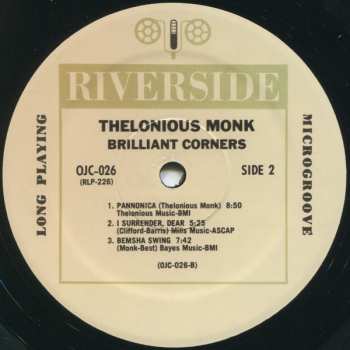 RIVERSIDE
THELONIOUS MONK
BRILLIANT CORNERS
OJC-026
(RLP-226)
SIDE 2
LONG PLAYING
MICROGROOVE
1. PANNONICA (Thelonious Monk) 8:50
Thelonious Music-BMI
2. I SURRENDER, DEAR 5:25
(Clifford-Barris) Mills Music-ASCAP
3. BEMSHA SWING 7:42
(Monk-Best) Bayes Music-BMI
(OJC-026-B)